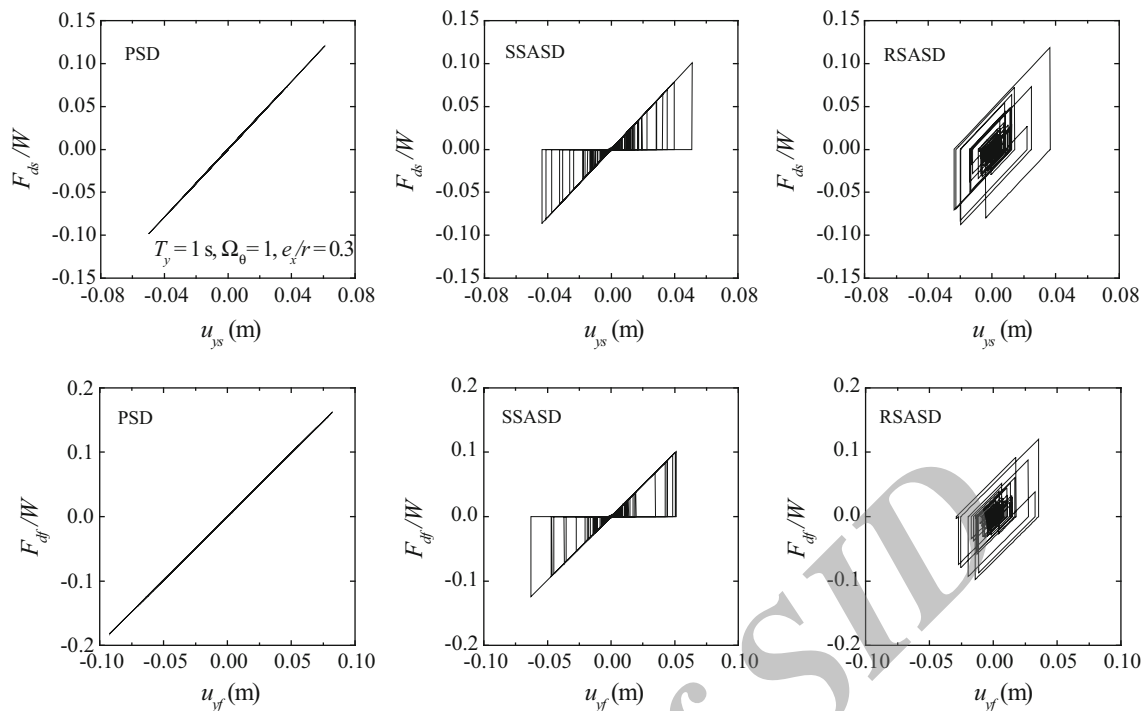 0.15 0.15 0.15
PSD SSASD RSASD
0.10 0.10 0.10
0.05 0.05 0.05
F_ds/W 0.00 F_ds/W 0.00 F_ds/W 0.00
-0.05 -0.05 -0.05
-0.10 -0.10 -0.10
T_y = 1 s, Ω_θ = 1, e_x/r = 0.3
0.15 0.15 0.15
-0.08 -0.04 0.00 0.04 0.08 -0.08 -0.04 0.00 0.04 0.08 -0.08 -0.04 0.00 0.04 0.08
u_ys (m) u_ys (m) u_ys (m)
0.2 0.2 0.2
PSD SSASD RSASD
0.1 0.1 0.1
F_df'/W 0.0 F_df'/W 0.0 F_df'/W 0.0
-0.1 -0.1 -0.1
-0.2 -0.2 -0.2
-0.10 -0.05 0.00 0.05 0.10 -0.10 -0.05 0.00 0.05 0.10 -0.10 -0.05 0.00 0.05 0.10
u_yf (m) u_yf (m) u_yf (m)
SID